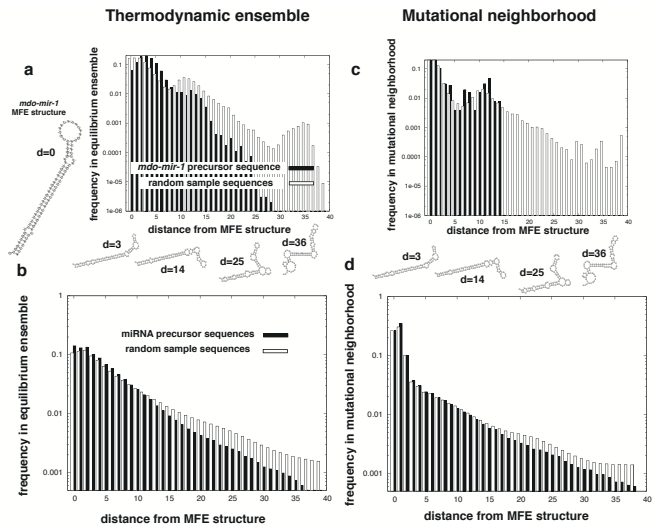 Thermodynamic ensemble
Mutational neighborhood
a
mdo-mir-1
MFE structure
d=0
frequency in equilibrium ensemble
0.1
0.01
0.001
0.0001
1e-05
1e-06
mdo-mir-1 precursor sequence
random sample sequences
0 5 10 15 20 25 30 35 40
distance from MFE structure
c
frequency in mutational neighborhood
0.1
0.01
0.001
0.0001
1e-05
1e-06
0 5 10 15 20 25 30 35 40
distance from MFE structure
d=3
d=14
d=25
d=36
d=3
d=14
d=25
d=36
b
frequency in equilibrium ensemble
1
0.1
0.01
0.001
miRNA precursor sequences
random sample sequences
0 5 10 15 20 25 30 35 40
distance from MFE structure
d
frequency in mutational neighborhood
1
0.1
0.01
0.001
0 5 10 15 20 25 30 35 40
distance from MFE structure